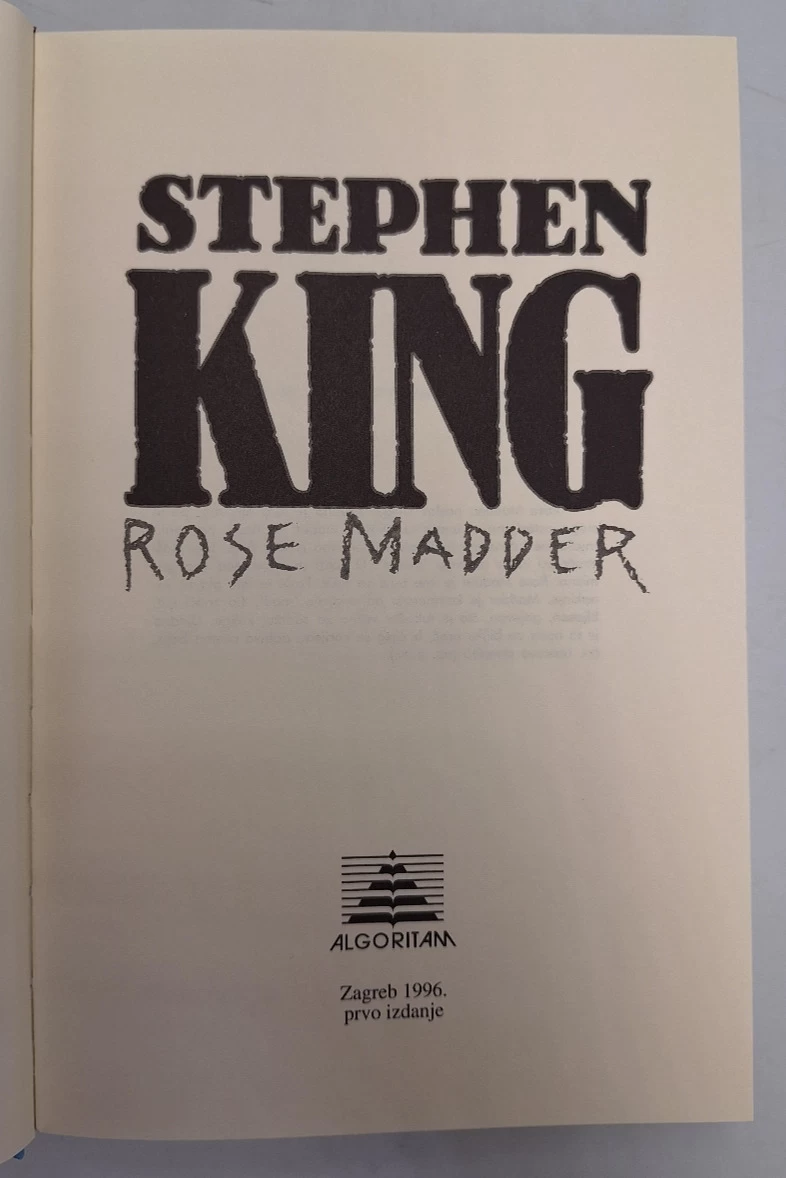 STEPHEN
KING
ROSE MADDER
ALGORITAM
Zagreb 1996.
prvo izdanje